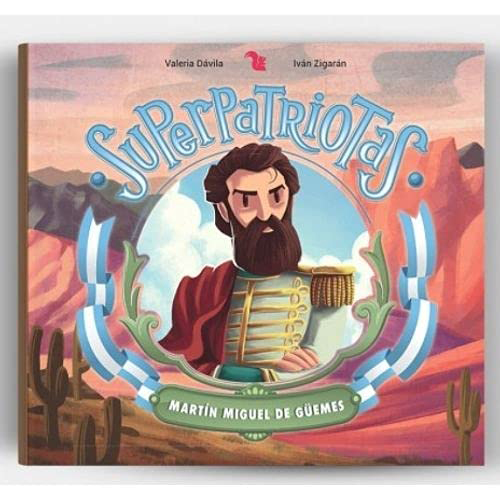 Valeria Dávila
Iván Zigarán
SUPERPATRIOTAS
MARTÍN MIGUEL DE GÜEMES